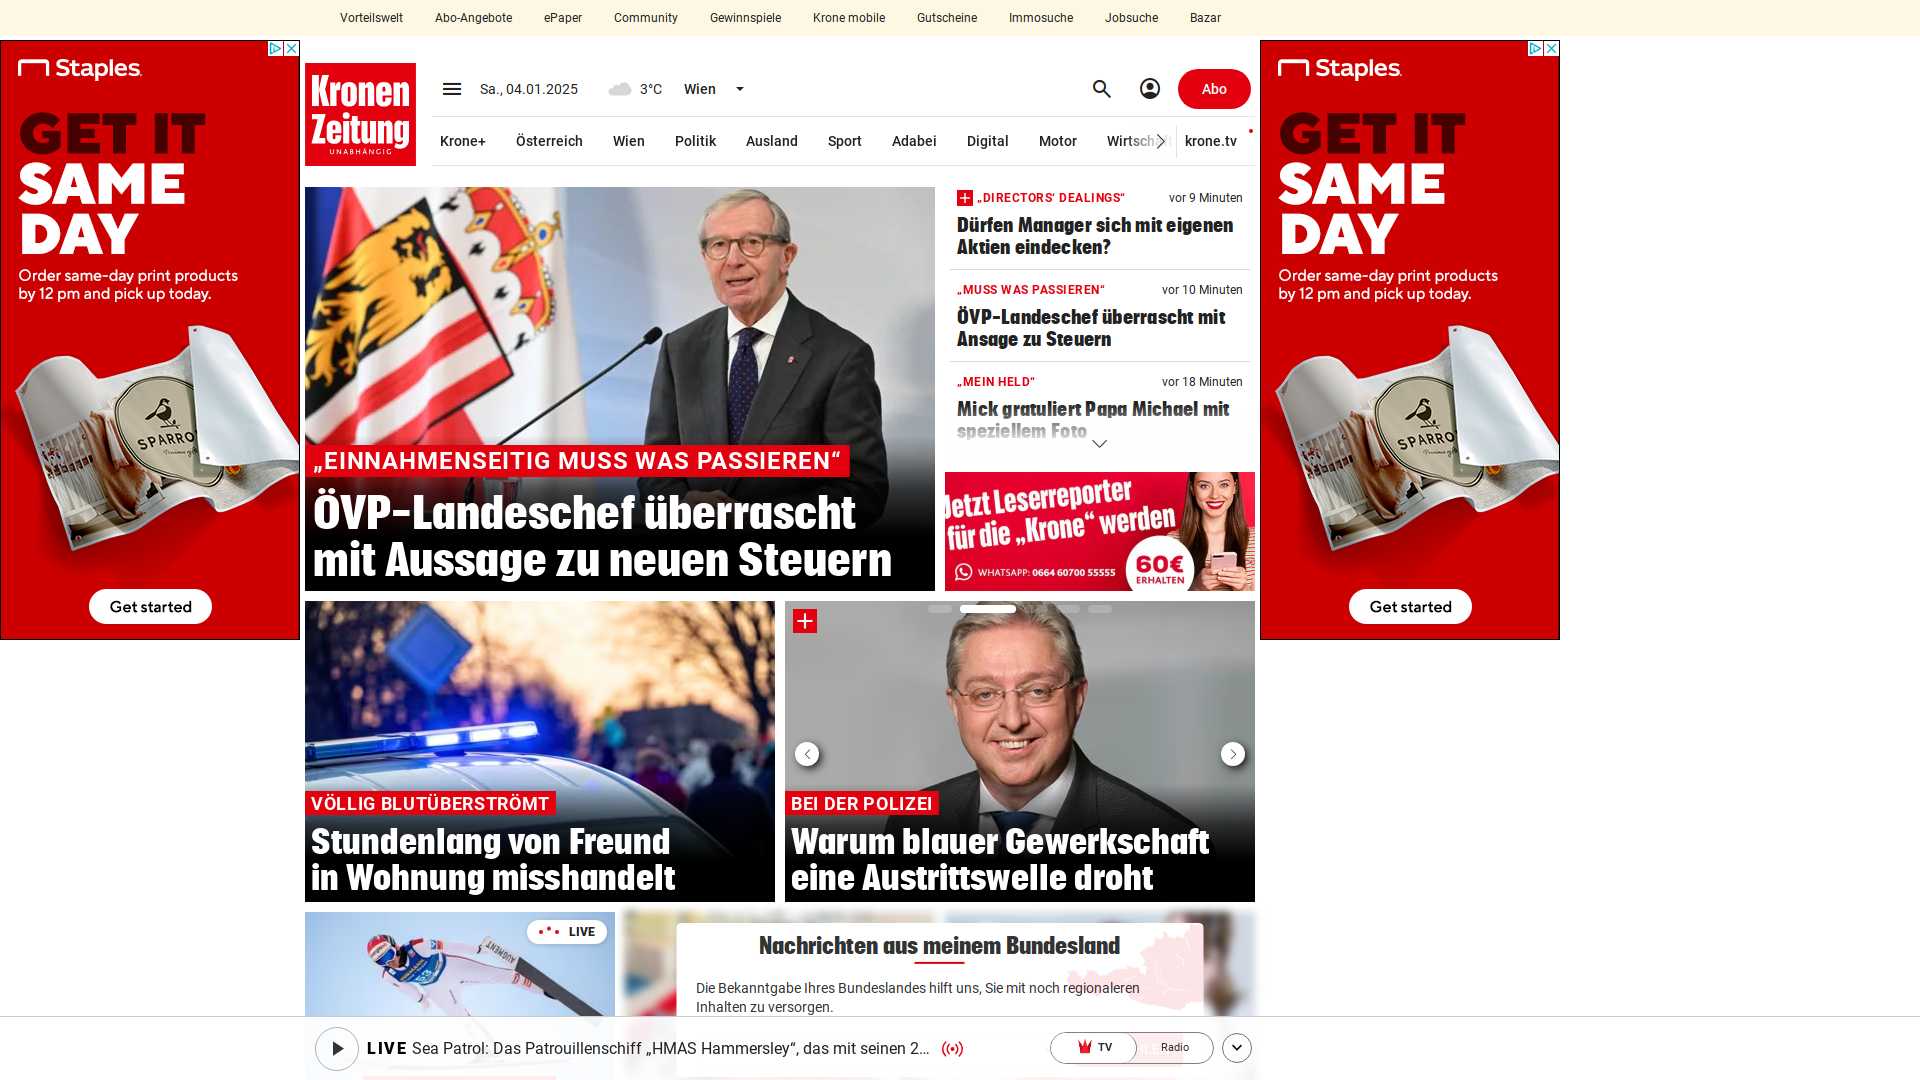 Vorteilswelt
Abo-Angebote
ePaper
Community
Gewinnspiele
Krone mobile
Gutscheine
Immosuche
Jobsuche
Bazar
Staples
GET IT
SAME
DAY
Order same-day print products
by 12 pm and pick up today.
SPARRO
Get started
Kronen
Zeitung
UNABHÄNGIG
Sa., 04.01.2025
3°C
Wien
Abo
Krone+
Österreich
Wien
Politik
Ausland
Sport
Adabei
Digital
Motor
Wirtschaft
krone.tv
„EINNAHMENSEITIG MUSS WAS PASSIEREN“
ÖVP-Landeschef überrascht
mit Aussage zu neuen Steuern
„DIRECTORS‘ DEALINGS“
vor 9 Minuten
Dürfen Manager sich mit eigenen
Aktien eindecken?
„MUSS WAS PASSIEREN“
vor 10 Minuten
ÖVP-Landeschef überrascht mit
Ansage zu Steuern
„MEIN HELD“
vor 18 Minuten
Mick gratuliert Papa Michael mit
speziellem Foto
Jetzt Leserreporter
für die „Krone“ werden
WHATSAPP: 0664 60700 55555
60€
ERHALTEN
VÖLLIG BLUTÜBERSTRÖMT
Stundenlang von Freund
in Wohnung misshandelt
BEI DER POLIZEI
Warum blauer Gewerkschaft
eine Austrittswelle droht
LIVE
AUGMENT
53
Nachrichten aus meinem Bundesland
Die Bekanntgabe Ihres Bundeslandes hilft uns, Sie mit noch regionaleren
Inhalten zu versorgen.
LIVE Sea Patrol: Das Patrouillenschiff „HMAS Hammersley“, das mit seinen 2...
TV
Radio
Staples
GET IT
SAME
DAY
Order same-day print products
by 12 pm and pick up today.
SPARRO
Get started